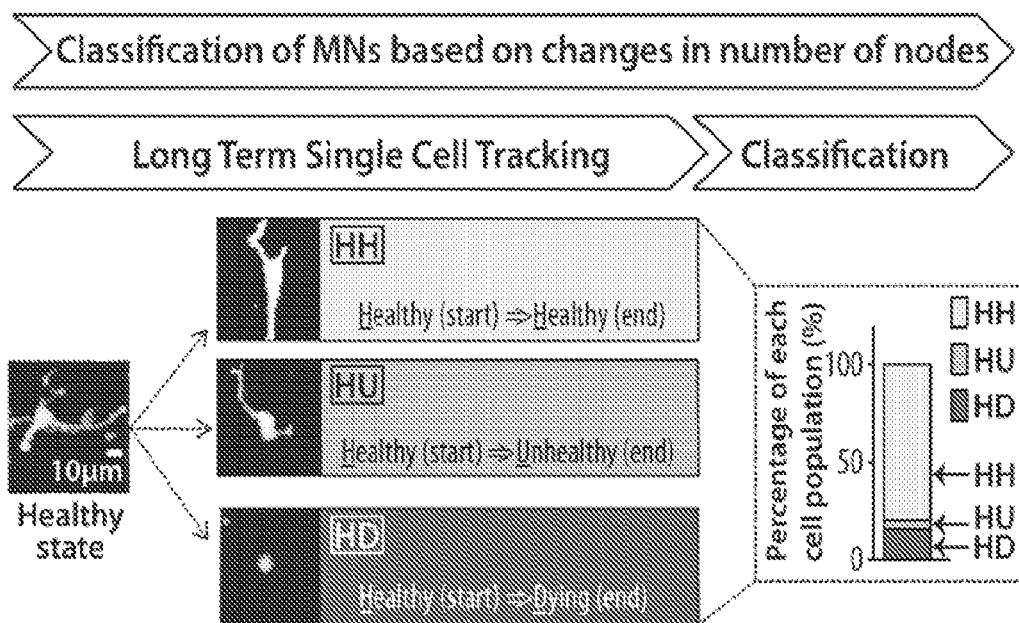 Classification of MNs based on changes in number of nodes
Long Term Single Cell Tracking
Classification
HH
Healthy (start) ⇒ Healthy (end)
HU
Healthy (start) ⇒ Unhealthy (end)
HD
Healthy (start) ⇒ Dying (end)
10μm
Healthy
state
Percentage of each
cell population (%)
100
50
0
HH
HU
HD
HH
HU
HD